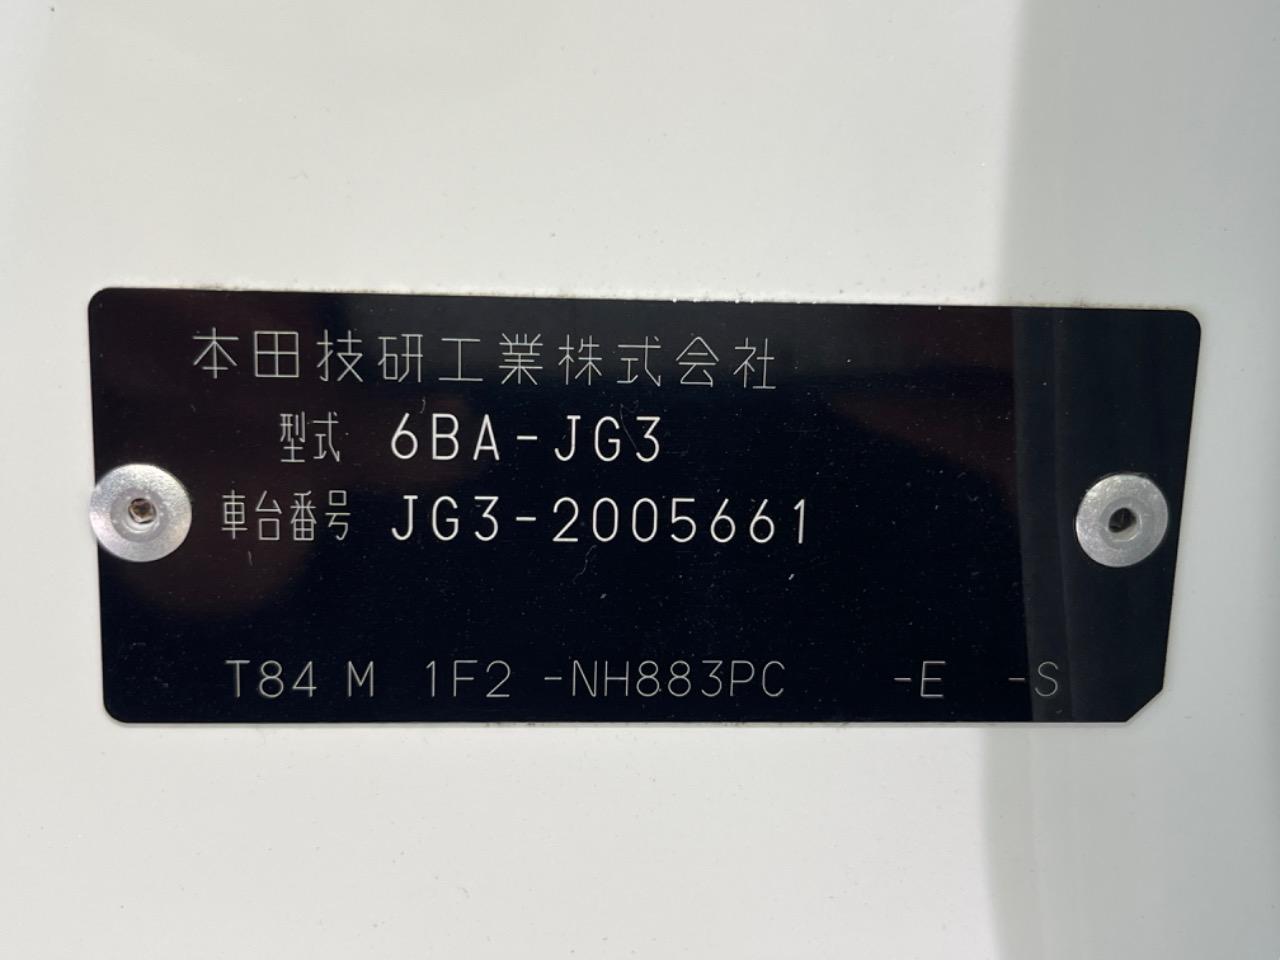 本田技研工業株式会社
型式 6BA-JG3
車台番号 JG3-2005661
T84 M 1F2 -NH883PC -E -S